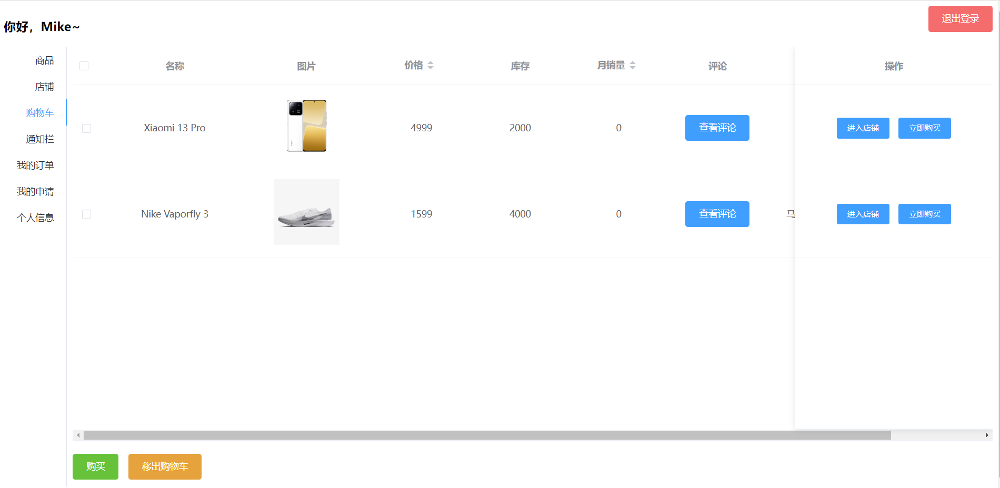 退出登录
你好，Mike~
商品
店铺
购物车
通知栏
我的订单
我的申请
个人信息
名称 图片 价格 库存 月销量 评论 操作
Xiaomi 13 Pro 4999 2000 0 查看评论 进入店铺 立即购买
Nike Vaporfly 3 1599 4000 0 查看评论 马 进入店铺 立即购买
购买 移出购物车